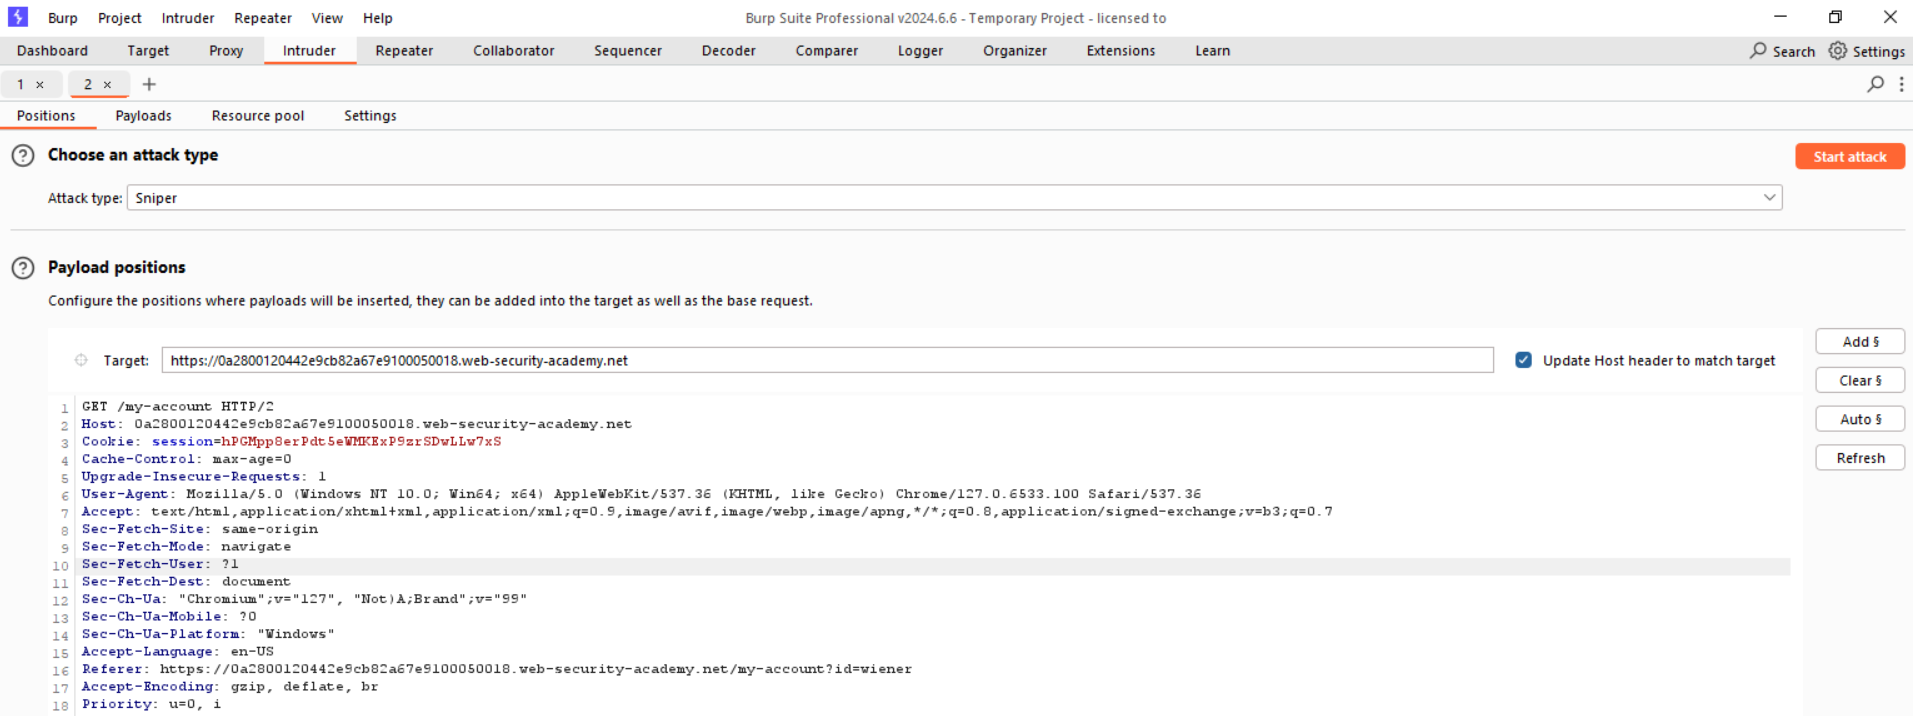 Burp Project Intruder Repeater View Help Burp Suite Professional v2024.6.6 - Temporary Project - licensed to
Dashboard Target Proxy Intruder Repeater Collaborator Sequencer Decoder Comparer Logger Organizer Extensions Learn Search Settings
1 × 2 × +
Positions Payloads Resource pool Settings
? Choose an attack type Start attack
Attack type: Sniper
? Payload positions
Configure the positions where payloads will be inserted, they can be added into the target as well as the base request.
Add §
Target: https://0a2800120442e9cb82a67e9100050018.web-security-academy.net Update Host header to match target
Clear §
Auto §
Refresh
1 GET /my-account HTTP/2
2 Host: 0a2800120442e9cb82a67e9100050018.web-security-academy.net
3 Cookie: session=hPGMpp8erPdt5eWMKExP9zrSDwLLw7xS
4 Cache-Control: max-age=0
5 Upgrade-Insecure-Requests: 1
6 User-Agent: Mozilla/5.0 (Windows NT 10.0; Win64; x64) AppleWebKit/537.36 (KHTML, like Gecko) Chrome/127.0.6533.100 Safari/537.36
7 Accept: text/html,application/xhtml+xml,application/xml;q=0.9,image/avif,image/webp,image/apng,*/*;q=0.8,application/signed-exchange;v=b3;q=0.7
8 Sec-Fetch-Site: same-origin
9 Sec-Fetch-Mode: navigate
10 Sec-Fetch-User: ?1
11 Sec-Fetch-Dest: document
12 Sec-Ch-Ua: "Chromium";v="127", "Not)A;Brand";v="99"
13 Sec-Ch-Ua-Mobile: ?0
14 Sec-Ch-Ua-Platform: "Windows"
15 Accept-Language: en-US
16 Referer: https://0a2800120442e9cb82a67e9100050018.web-security-academy.net/my-account?id=wiener
17 Accept-Encoding: gzip, deflate, br
18 Priority: u=0, i